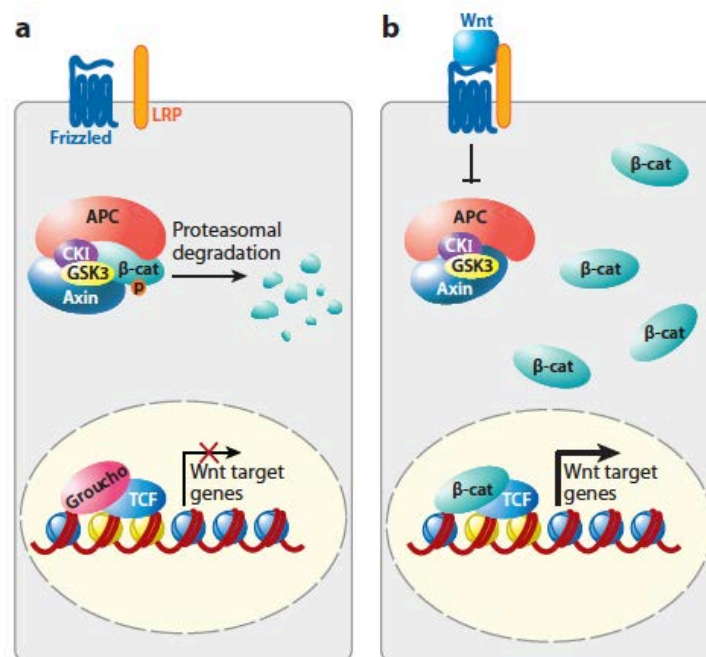 a
Frizzled
LRP
APC
CKI
GSK3
β-cat
Axin
P
Proteasomal
degradation
Groucho
TCF
Wnt target
genes
b
Wnt
β-cat
APC
CKI
GSK3
Axin
β-cat
β-cat
β-cat
β-cat
TCF
Wnt target
genes